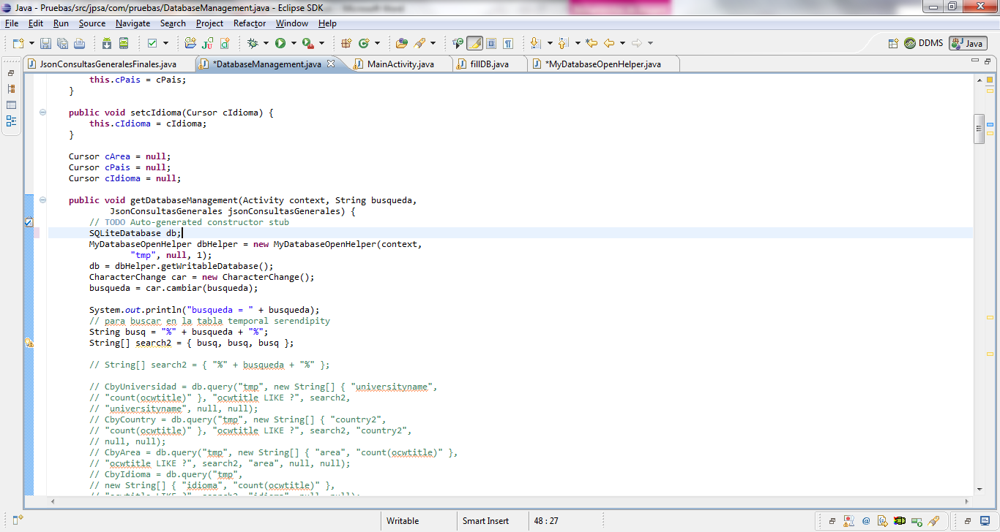 Java - Pruebas/src/jpsa/com/pruebas/DatabaseManagement.java - Eclipse SDK
File Edit Run Source Navigate Search Project Refactor Window Help
DDMS Java
JsonConsultasGeneralesFinales.java *DatabaseManagement.java MainActivity.java fillDB.java *MyDatabaseOpenHelper.java
this.cPais = cPais;
}
public void setcIdioma(Cursor cIdioma) {
this.cIdioma = cIdioma;
}
Cursor cArea = null;
Cursor cPais = null;
Cursor cIdioma = null;
public void getDatabaseManagement(Activity context, String busqueda,
JsonConsultasGenerales jsonConsultasGenerales) {
// TODO Auto-generated constructor stub
SQLiteDatabase db;
MyDatabaseOpenHelper dbHelper = new MyDatabaseOpenHelper(context,
"tmp", null, 1);
db = dbHelper.getWritableDatabase();
CharacterChange car = new CharacterChange();
busqueda = car.cambiar(busqueda);
System.out.println("busqueda = " + busqueda);
// para buscar en la tabla temporal serendipity
String busq = "%" + busqueda + "%";
String[] search2 = { busq, busq, busq };
// String[] search2 = { "%" + busqueda + "%" };
// CbyUniversidad = db.query("tmp", new String[] { "universityname",
// "count(ocwtitle)" }, "ocwtitle LIKE ?", search2,
// "universityname", null, null);
// CbyCountry = db.query("tmp", new String[] { "country2",
// "count(ocwtitle)" }, "ocwtitle LIKE ?", search2, "country2",
// null, null);
// CbyArea = db.query("tmp", new String[] { "area", "count(ocwtitle)" },
// "ocwtitle LIKE ?", search2, "area", null, null);
// CbyIdioma = db.query("tmp",
// new String[] { "idioma", "count(ocwtitle)" },
// "ocwtitle LIKE ?", search2, "idioma", null, null);
Writable Smart Insert 48 : 27